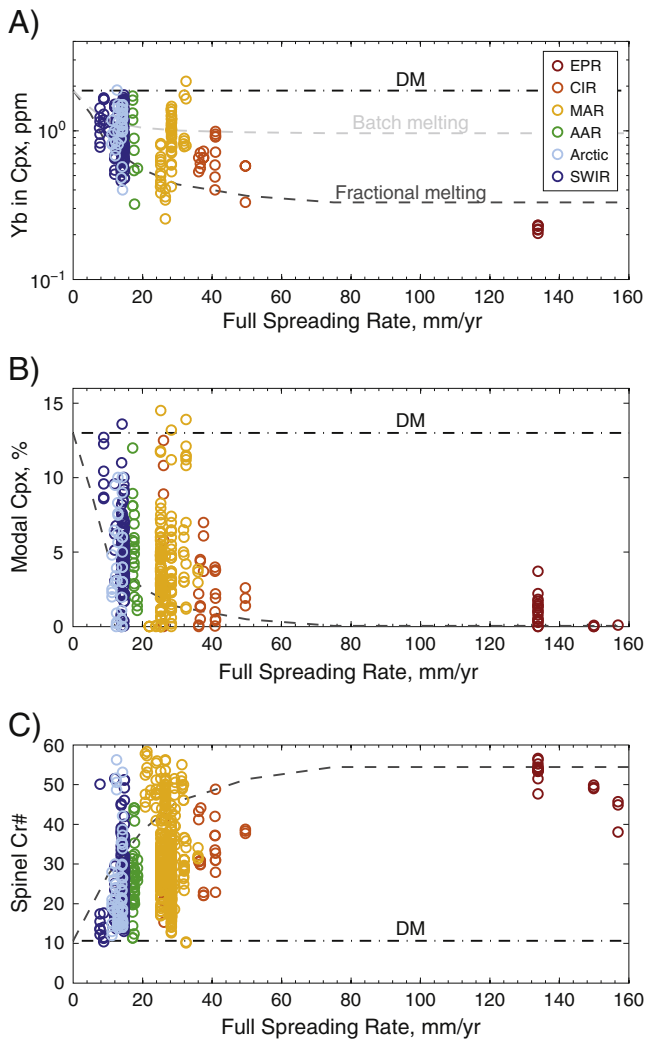 A)
Yb in Cpx, ppm
10⁰
10⁻¹
DM
Batch melting
Fractional melting
EPR
CIR
MAR
AAR
Arctic
SWIR
0 20 40 60 80 100 120 140 160
Full Spreading Rate, mm/yr
B)
Modal Cpx, %
15
10
5
0
DM
0 20 40 60 80 100 120 140 160
Full Spreading Rate, mm/yr
C)
Spinel Cr#
60
50
40
30
20
10
0
DM
0 20 40 60 80 100 120 140 160
Full Spreading Rate, mm/yr